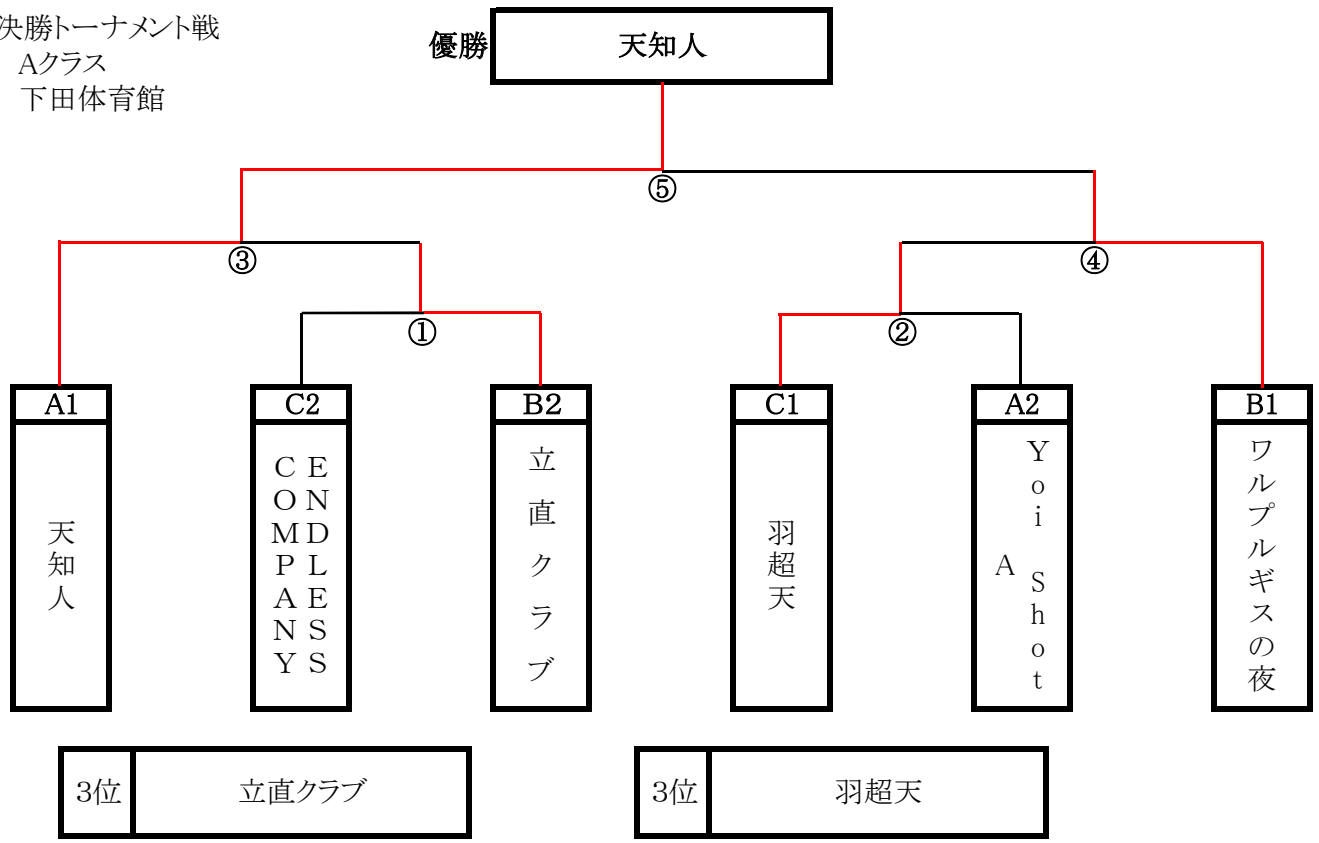 決勝トーナメント戦
Aクラス
下田体育館
優勝
天知人
⑤
③
④
①
②
A1
C2
B2
C1
A2
B1
天知人
ENDLESS
COMPANY
立直クラブ
羽超天
Yoi Shot
A
ワルプルギスの夜
3位
立直クラブ
3位
羽超天